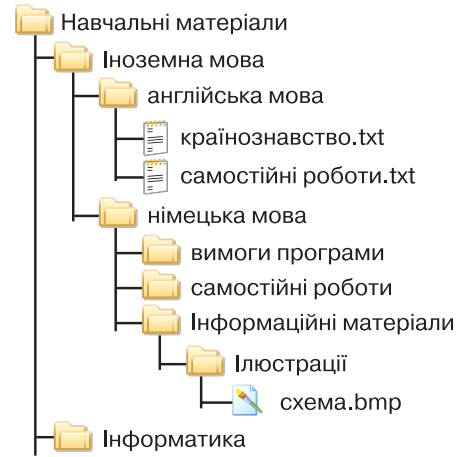 Навчальні матеріали
Іноземна мова
англійська мова
країнознавство.txt
самостійні роботи.txt
німецька мова
вимоги програми
самостійні роботи
Інформаційні матеріали
Ілюстрації
схема.bmp
Інформатика